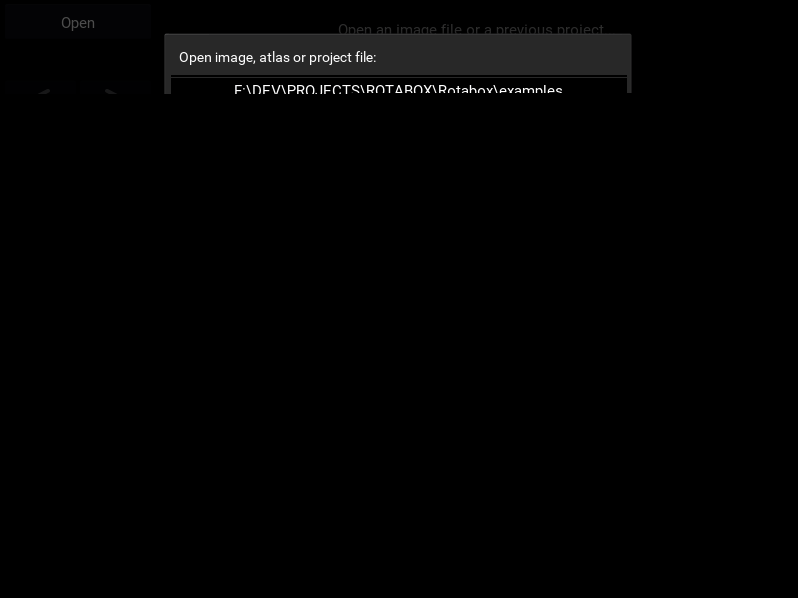 Open
Open an image file or a previous project
Open image, atlas or project file:
F:\DEV\PROJECTS\ROTABOX\Rotabox\examples